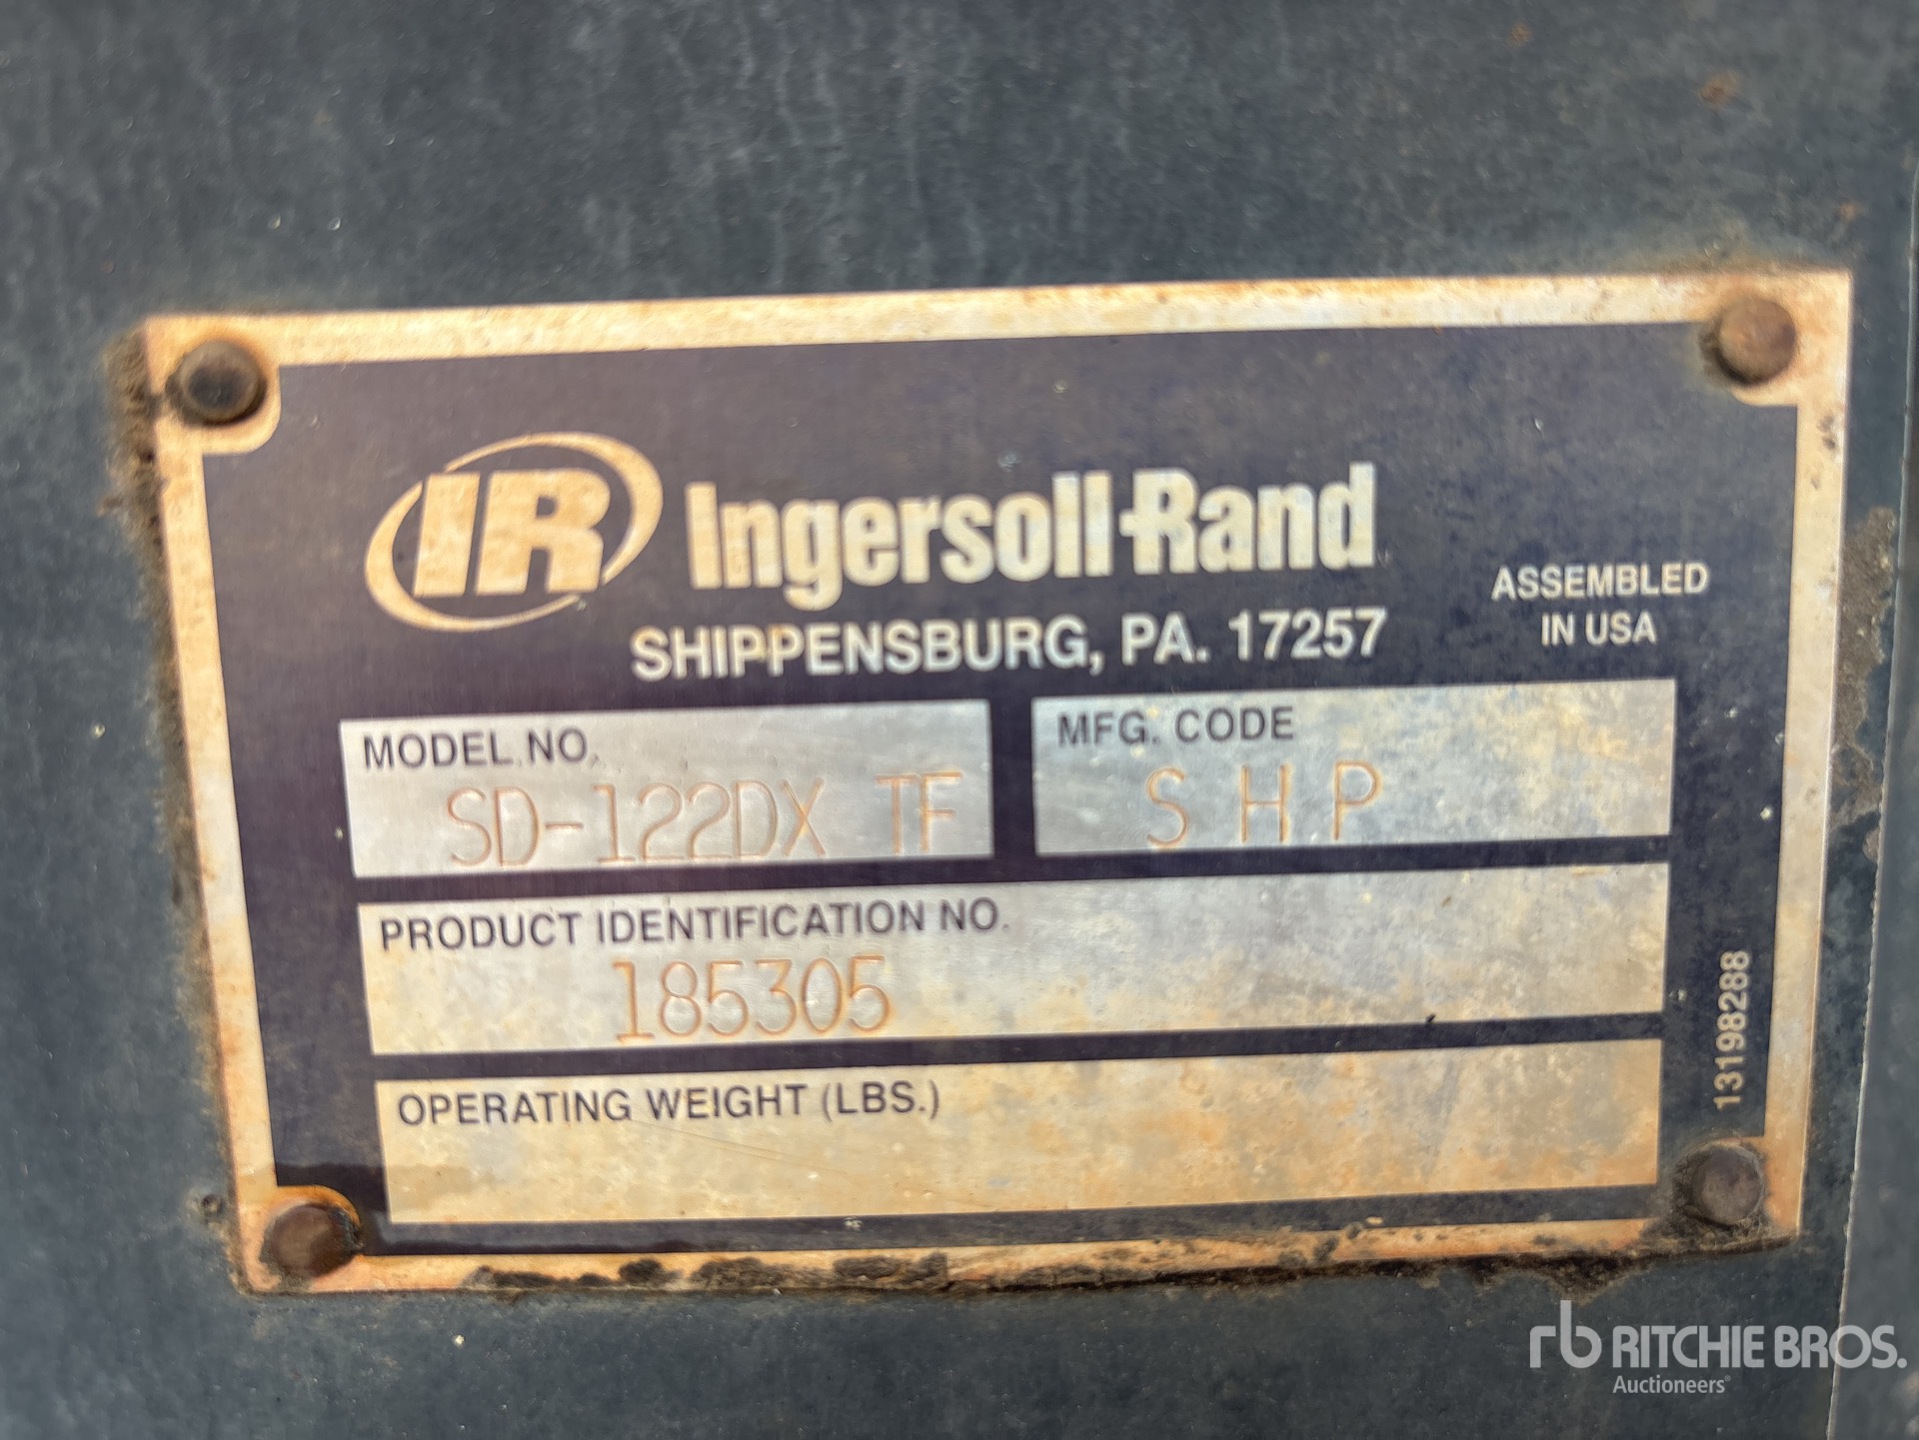 IR Ingersoll-Rand
SHIPPENSBURG, PA. 17257
ASSEMBLED
IN USA
MODEL NO.
SD-122DX TF
MFG. CODE
S H P
PRODUCT IDENTIFICATION NO.
185305
OPERATING WEIGHT (LBS.)
13198288
rb RITCHIE BROS.
Auctioneers®